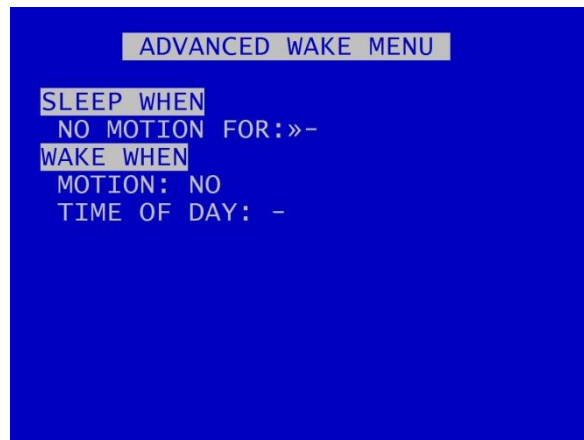 ADVANCED WAKE MENU
SLEEP WHEN
NO MOTION FOR:»-
WAKE WHEN
MOTION: NO
TIME OF DAY: -